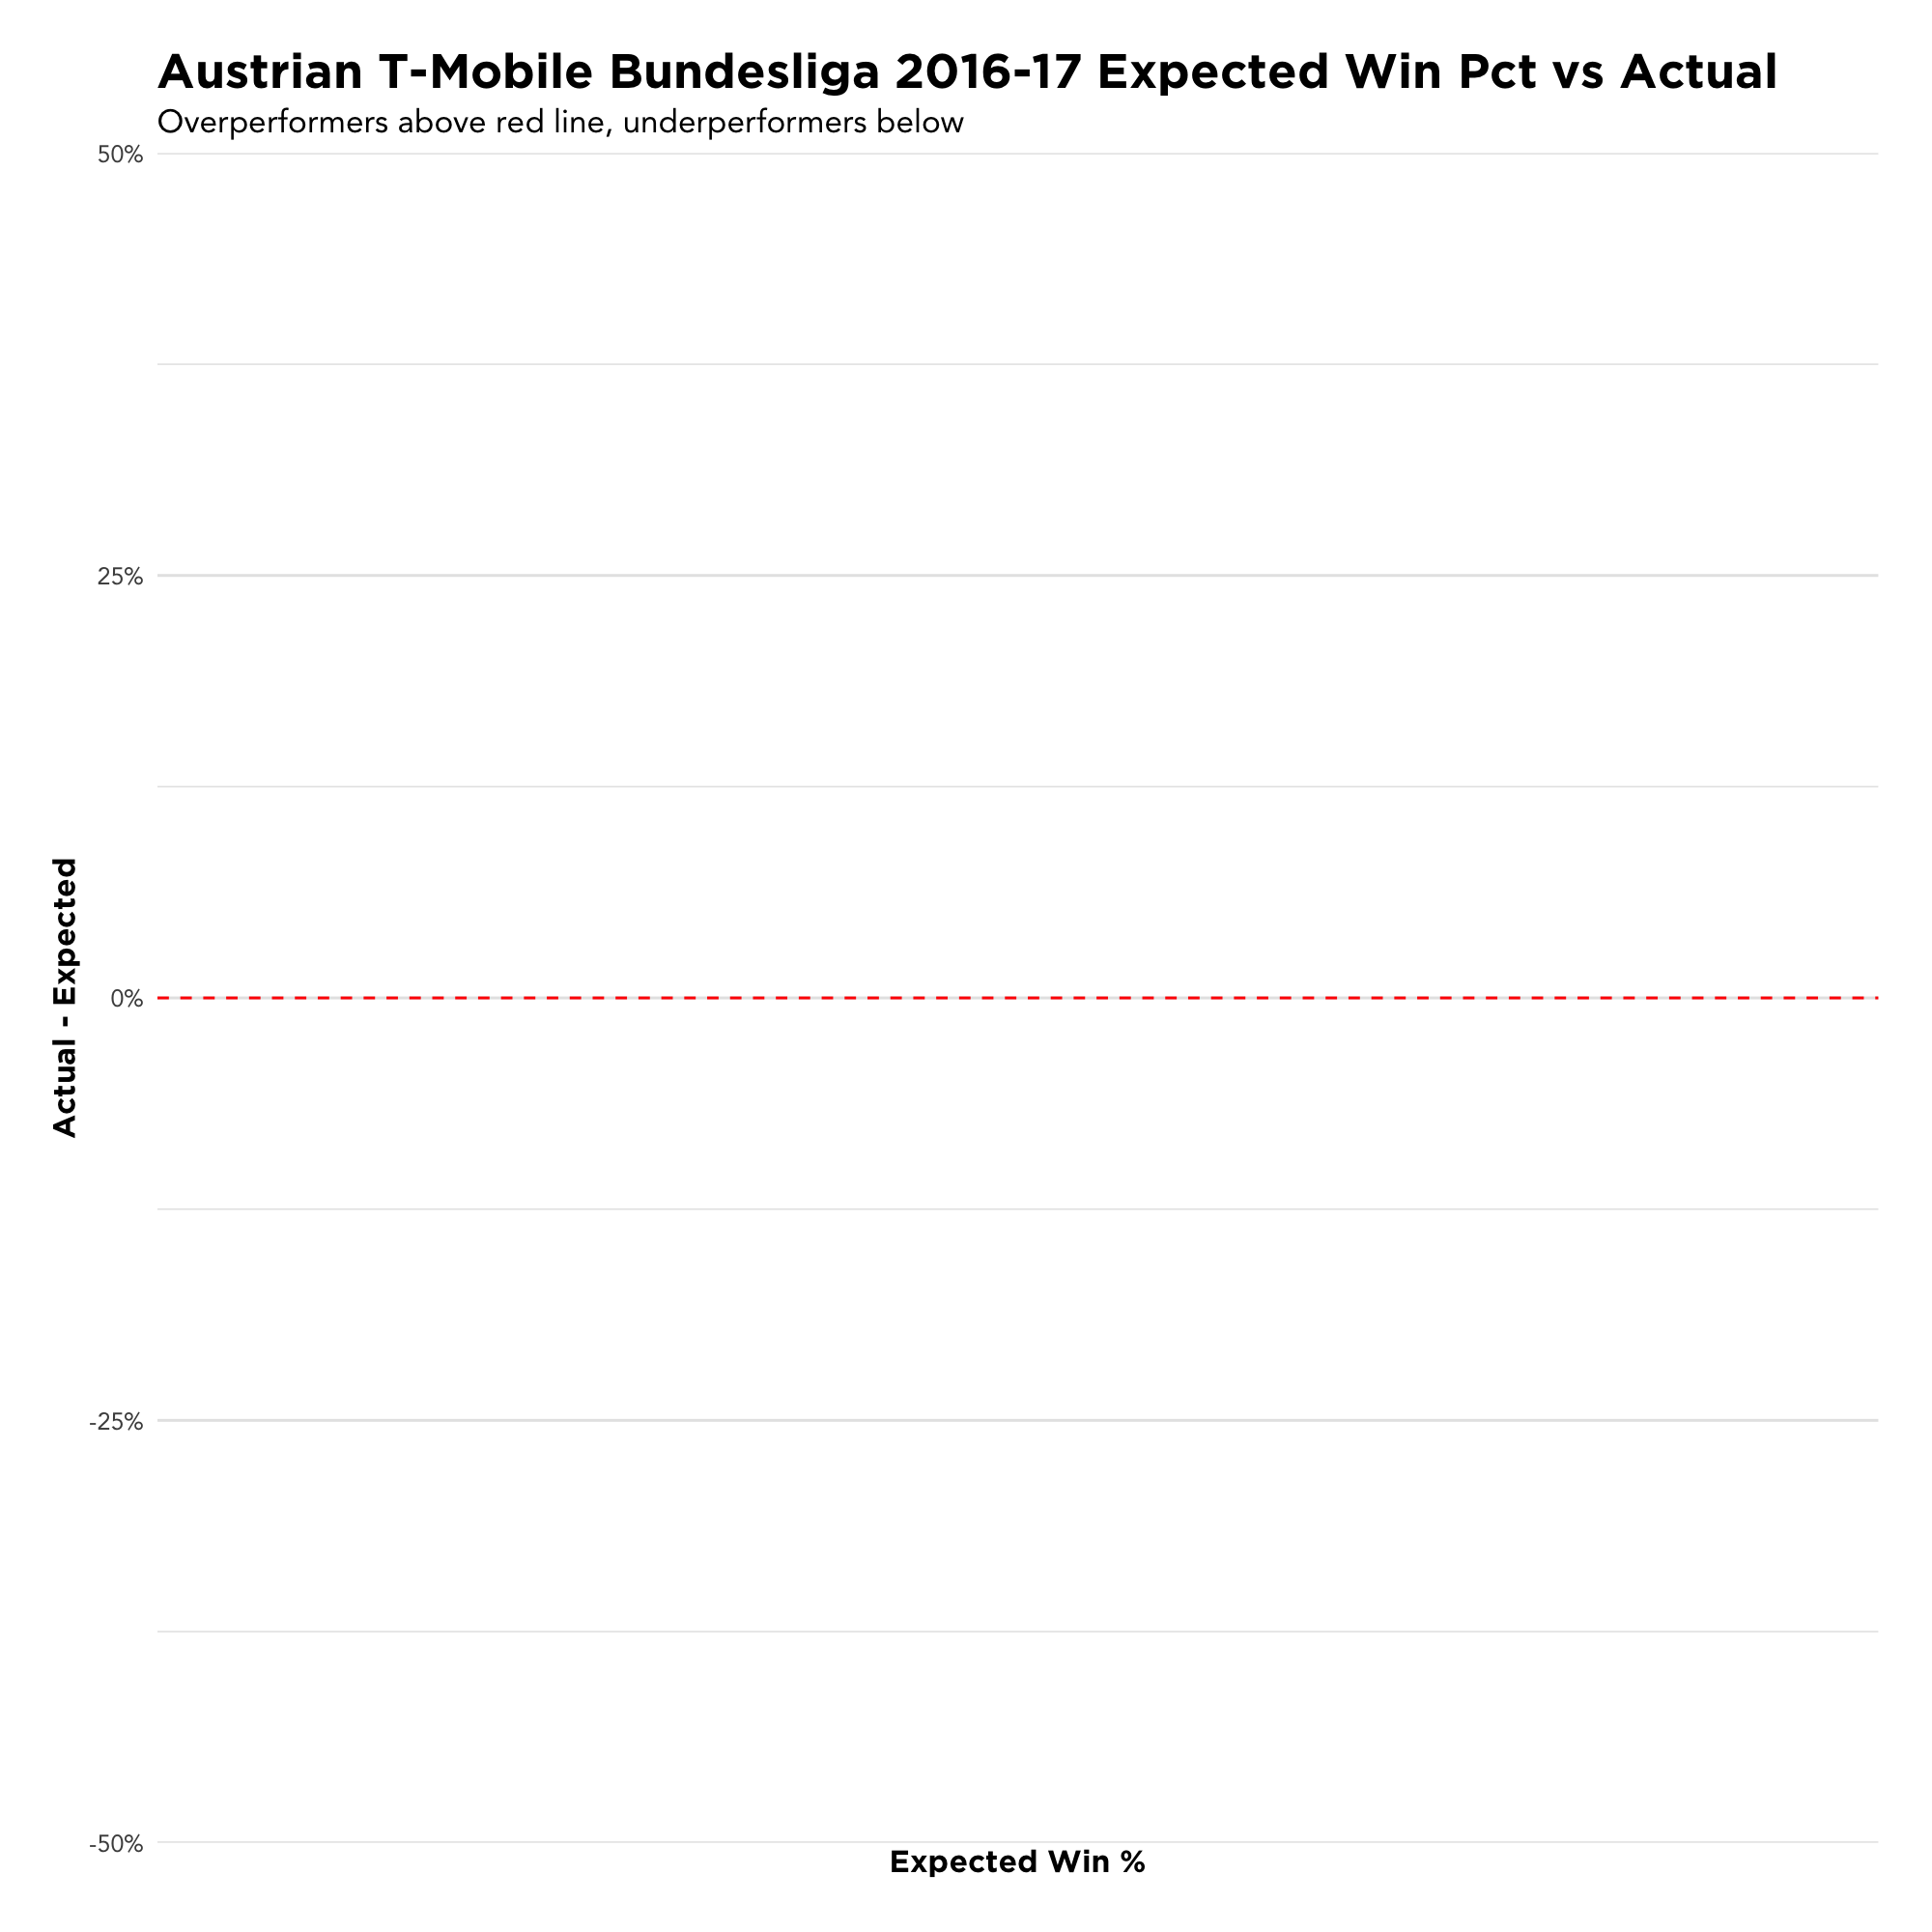 Austrian T-Mobile Bundesliga 2016-17 Expected Win Pct vs Actual
Overperformers above red line, underperformers below
50%
25%
0%
-25%
-50%
Actual - Expected
Expected Win %